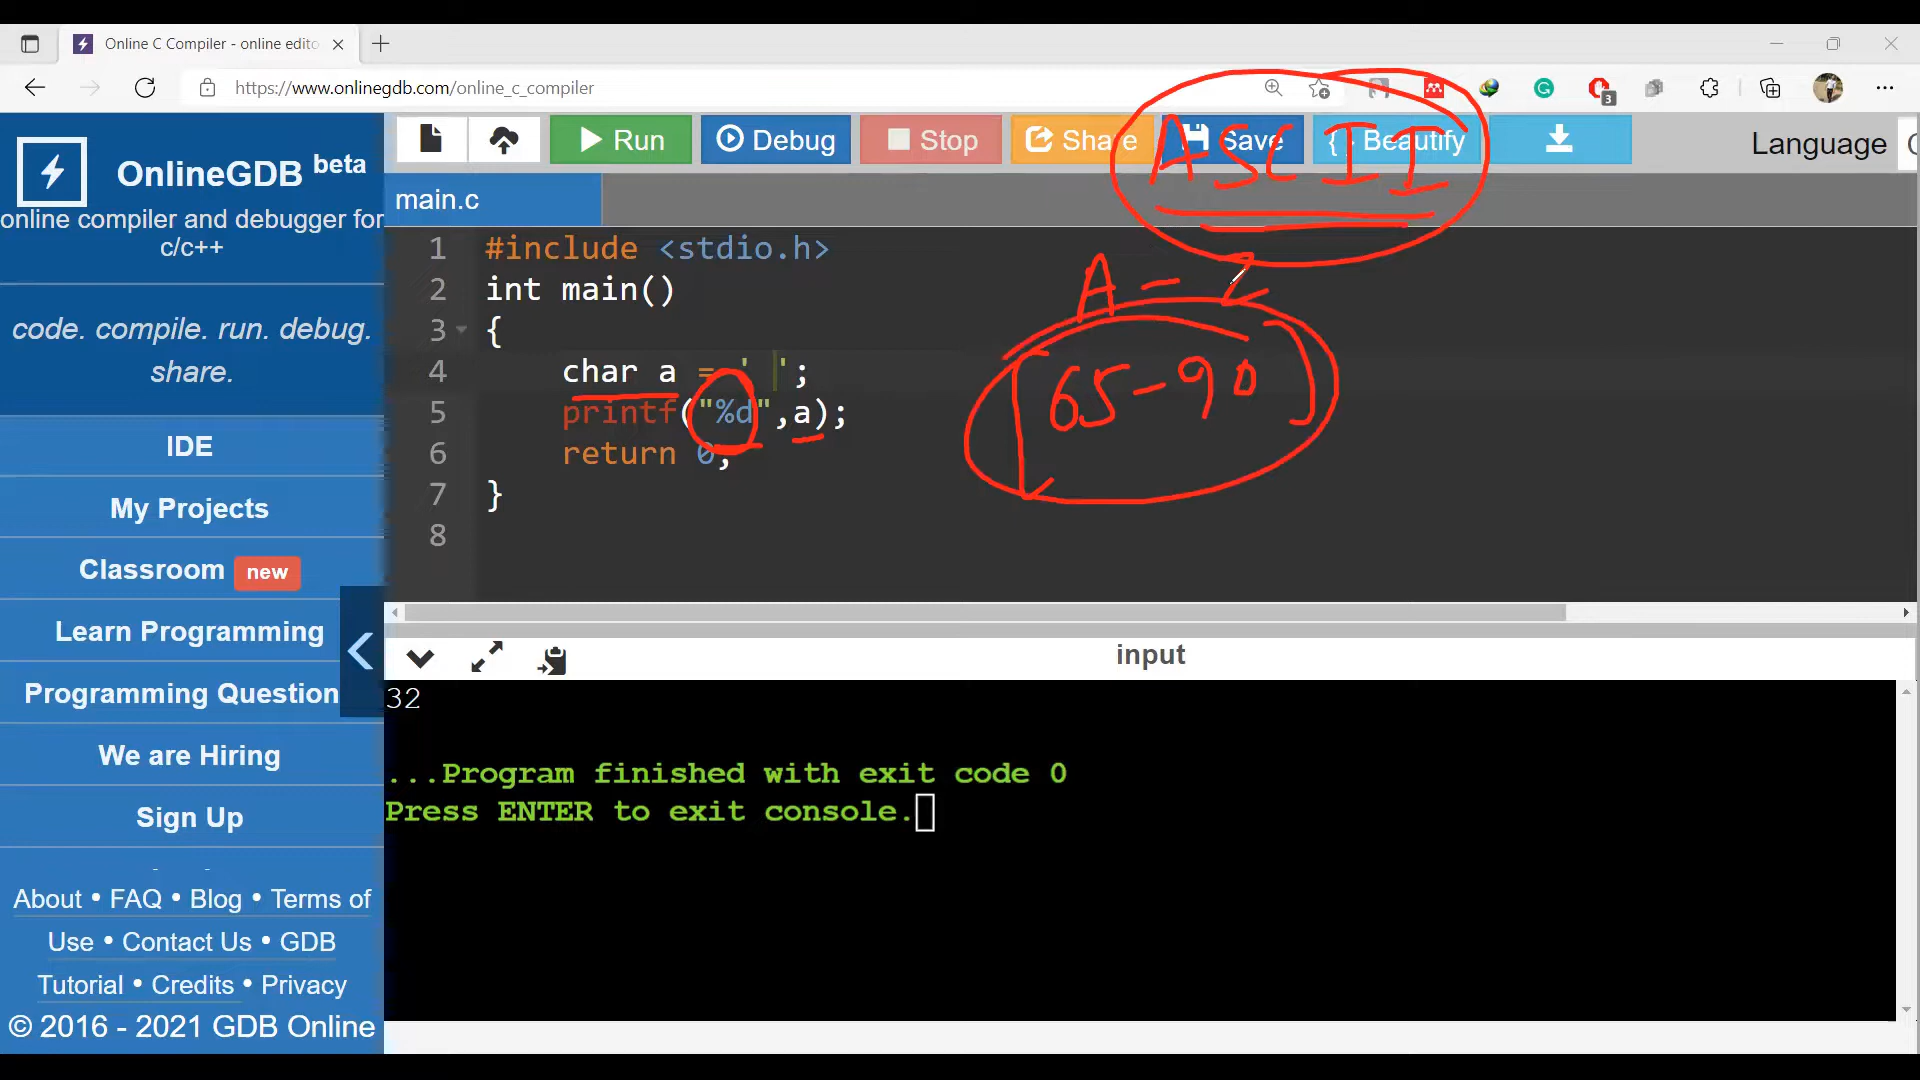 Online C Compiler - online edito
https://www.onlinegdb.com/online_c_compiler
3
Run
Debug
Stop
Share
Save
{ } Beautify
Language
C
ASCII
OnlineGDB beta
online compiler and debugger for
c/c++
code. compile. run. debug.
share.
IDE
My Projects
Classroom new
Learn Programming
Programming Question
We are Hiring
Sign Up
About • FAQ • Blog • Terms of
Use • Contact Us • GDB
Tutorial • Credits • Privacy
© 2016 - 2021 GDB Online
main.c
1 #include <stdio.h>
2 int main()
3 {
4 char a = ' ';
5 printf("%d",a);
6 return 0;
7 }
8
A - Z
65-90
input
32
...Program finished with exit code 0
Press ENTER to exit console.